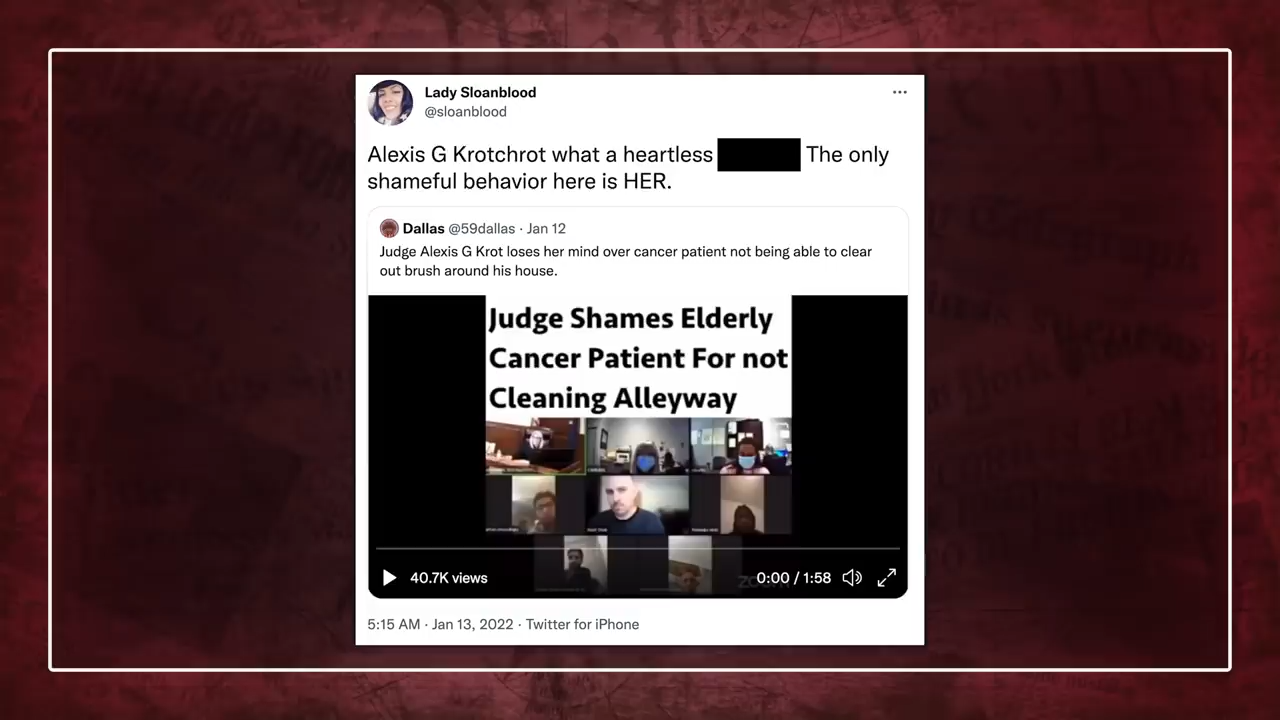 Lady Sloanblood
@sloanblood
Alexis G Krotchrot what a heartless The only
shameful behavior here is HER.
Dallas @59dallas · Jan 12
Judge Alexis G Krot loses her mind over cancer patient not being able to clear
out brush around his house.
Judge Shames Elderly
Cancer Patient For not
Cleaning Alleyway
40.7K views
0:00 / 1:58
5:15 AM · Jan 13, 2022 · Twitter for iPhone